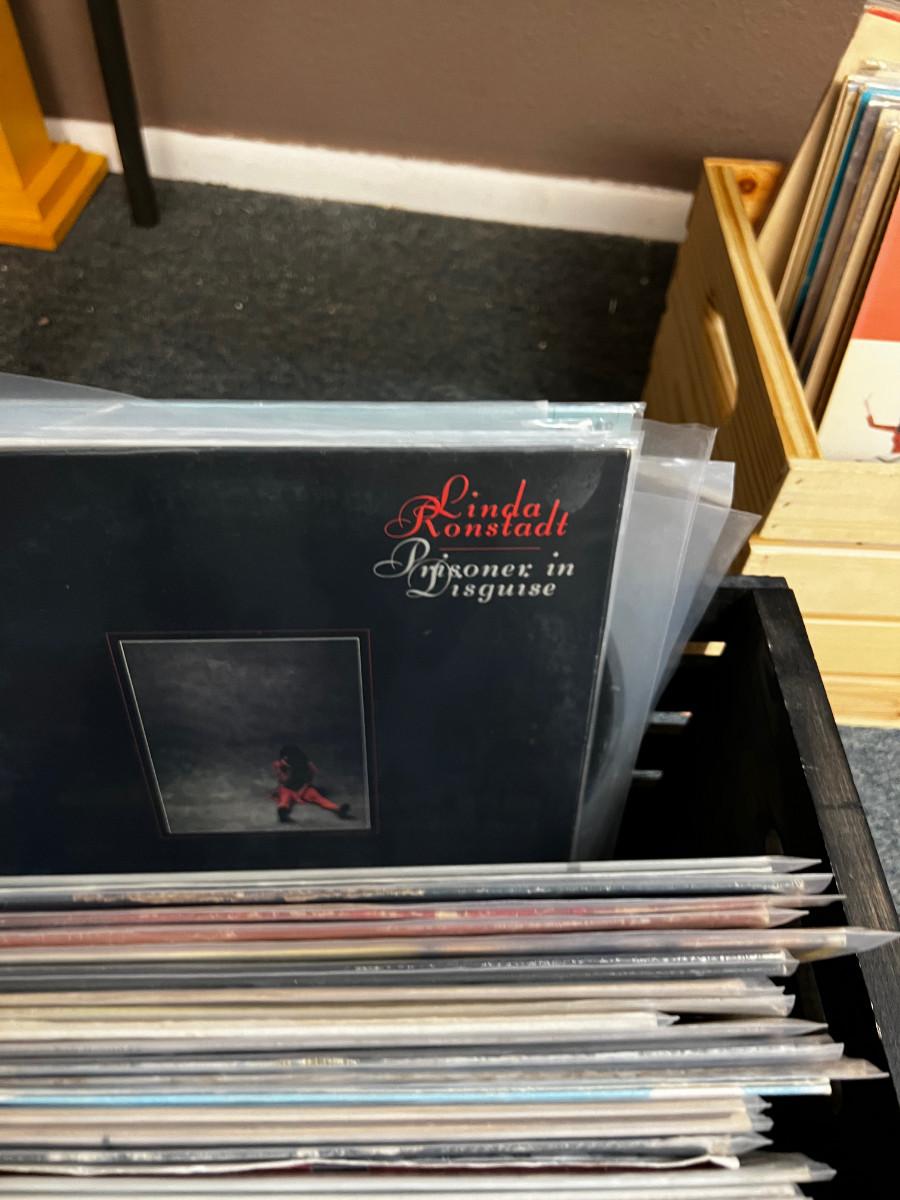 Linda
Ronstadt
Prisoner in
Disguise